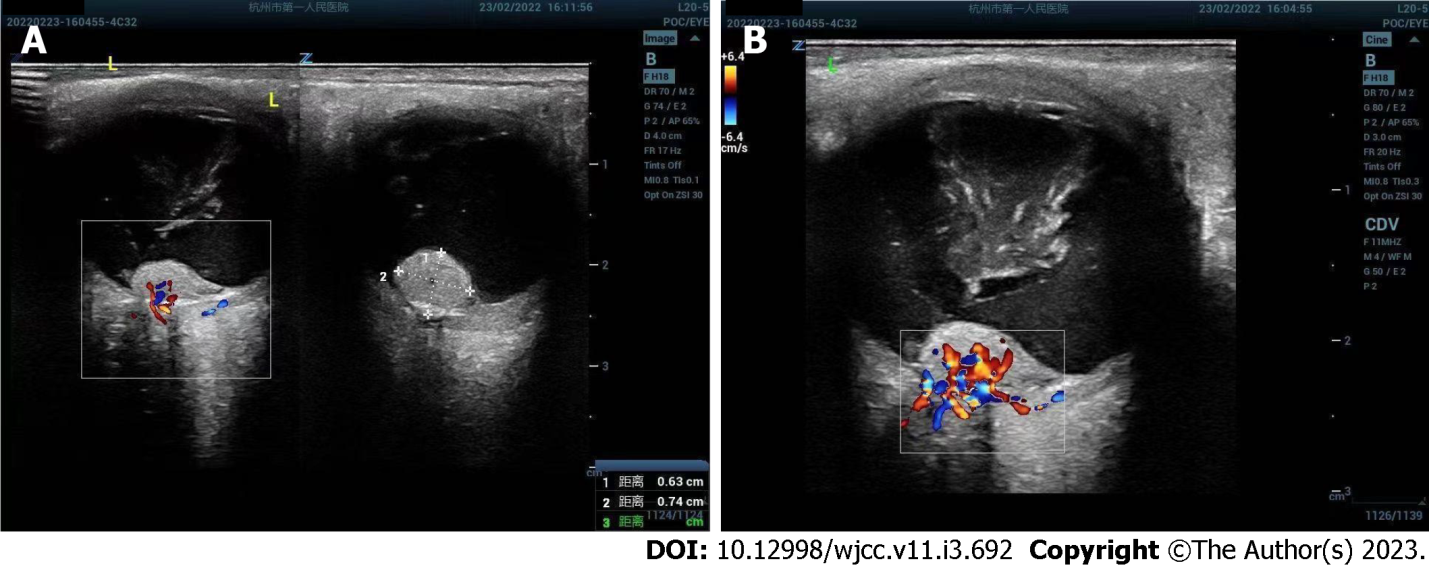 杭州市第一人民医院 23/02/2022 16:11:56 L20-5
20220223-160455-4C32 POC/EYE
A
L
L
Z
Image
B
F H18
DR 70 / M 2
G 74 / E 2
P 2 / AP 65%
D 4.0 cm
FR 17 Hz
Tints Off
MI0.8 TIs0.1
Opt On ZSI 30
1
2
3
cm
1
2
1 距离 0.63 cm
2 距离 0.74 cm
3 距离 cm
1124/1124
杭州市第一人民医院 23/02/2022 16:04:55 L20-5
20220223-160455-4C32 POC/EYE
B
Z
L
+6.4
-6.4
cm/s
Cine
B
F H18
DR 70 / M 2
G 80 / E 2
P 2 / AP 65%
D 3.0 cm
FR 20 Hz
Tints Off
MI0.8 TIs0.3
Opt On ZSI 30
CDV
F 11MHZ
M 4 / WF M
G 50 / E 2
P 2
1
2
3
cm
1126/1139
DOI: 10.12998/wjcc.v11.i3.692 Copyright ©The Author(s) 2023.